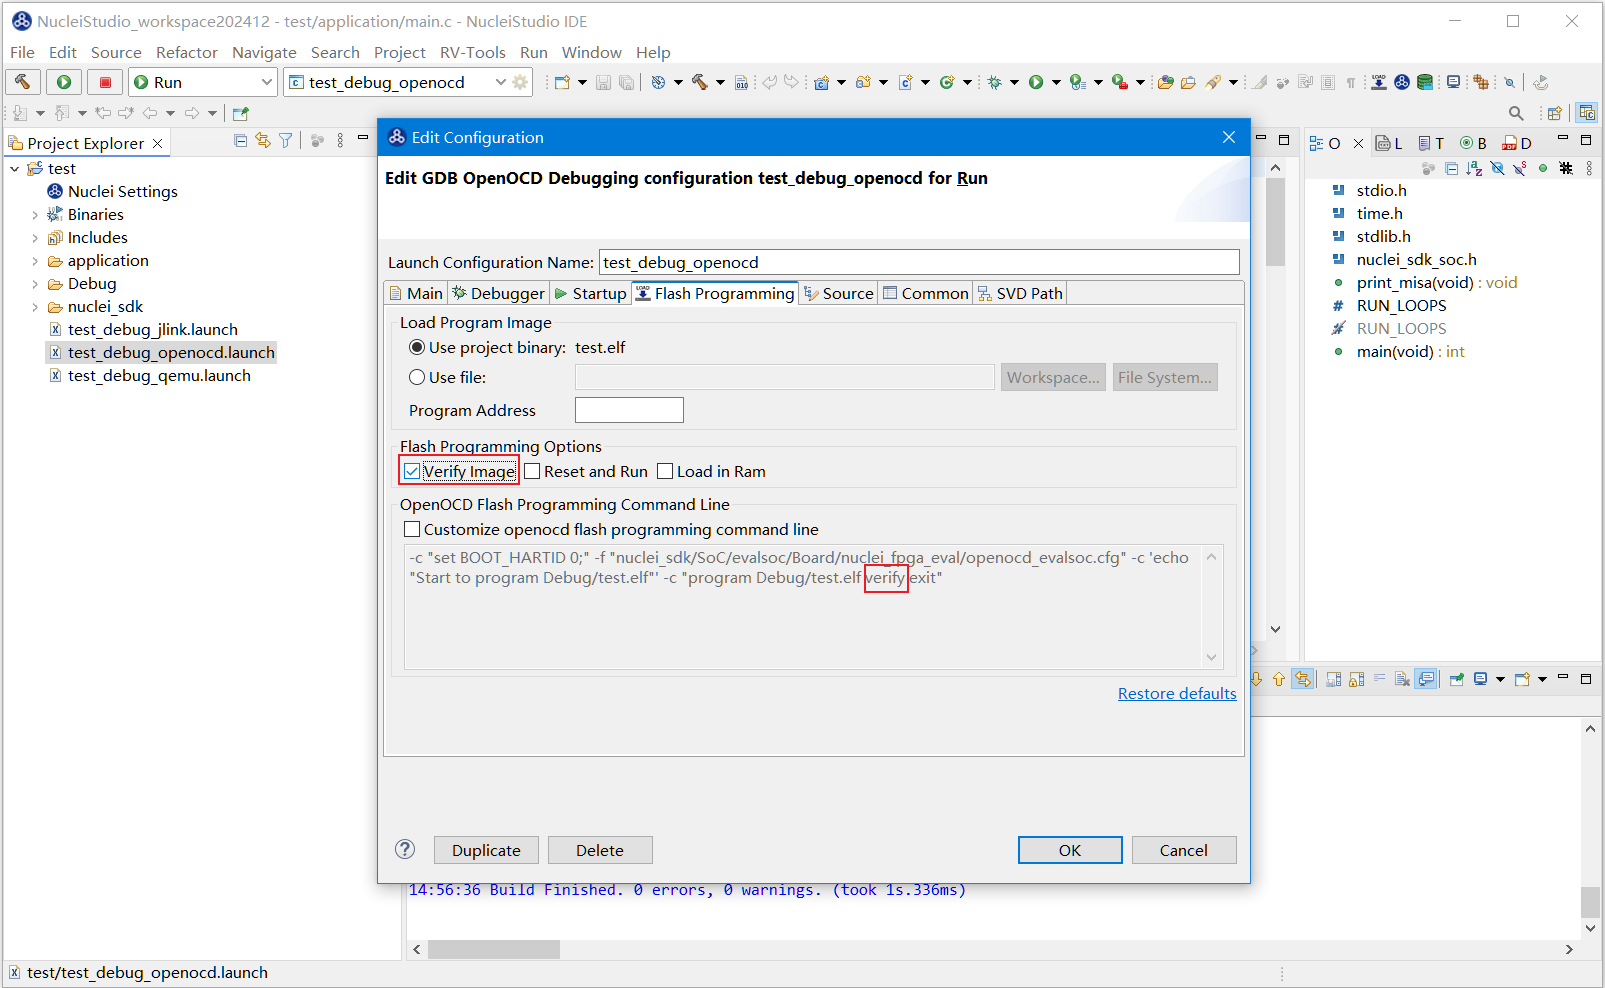 NucleiStudio_workspace202412 - test/application/main.c - NucleiStudio IDE
File Edit Source Refactor Navigate Search Project RV-Tools Run Window Help
Run test_debug_openocd
Project Explorer
test
Nuclei Settings
Binaries
Includes
application
Debug
nuclei_sdk
test_debug_jlink.launch
test_debug_openocd.launch
test_debug_qemu.launch
Edit Configuration
Edit GDB OpenOCD Debugging configuration test_debug_openocd for Run
Launch Configuration Name: test_debug_openocd
Main Debugger Startup Flash Programming Source Common SVD Path
Load Program Image
Use project binary: test.elf
Use file: Workspace... File System...
Program Address
Flash Programming Options
Verify Image Reset and Run Load in Ram
OpenOCD Flash Programming Command Line
Customize openocd flash programming command line
-c "set BOOT_HARTID 0;" -f "nuclei_sdk/SoC/evalsoc/Board/nuclei_fpga_eval/openocd_evalsoc.cfg" -c 'echo
"Start to program Debug/test.elf"' -c "program Debug/test.elf verify exit"
Restore defaults
Duplicate Delete OK Cancel
O L T B D
stdio.h
time.h
stdlib.h
nuclei_sdk_soc.h
print_misa(void) : void
RUN_LOOPS
RUN_LOOPS
main(void) : int
14:56:36 Build Finished. 0 errors, 0 warnings. (took 1s.336ms)
test/test_debug_openocd.launch